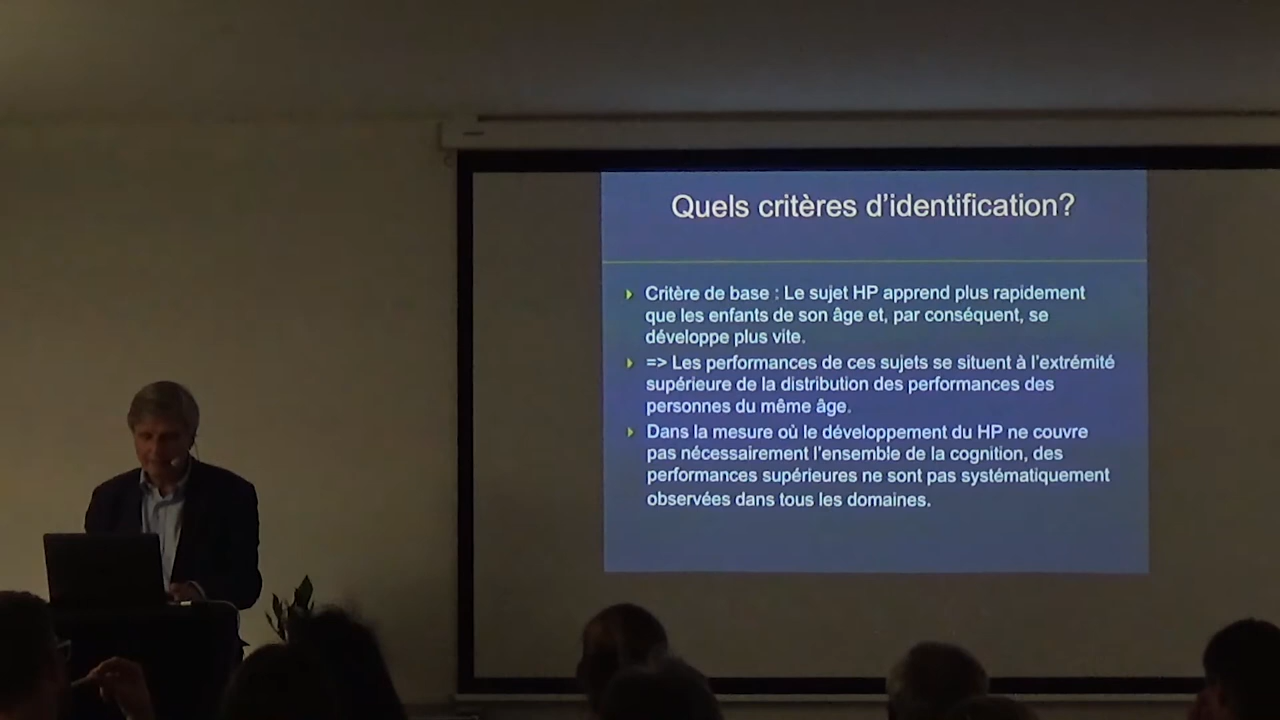 Quels critères d'identification?
Critère de base : Le sujet HP apprend plus rapidement
que les enfants de son âge et, par conséquent, se
développe plus vite.
=> Les performances de ces sujets se situent à l'extrémité
supérieure de la distribution des performances des
personnes du même âge.
Dans la mesure où le développement du HP ne couvre
pas nécessairement l'ensemble de la cognition, des
performances supérieures ne sont pas systématiquement
observées dans tous les domaines.